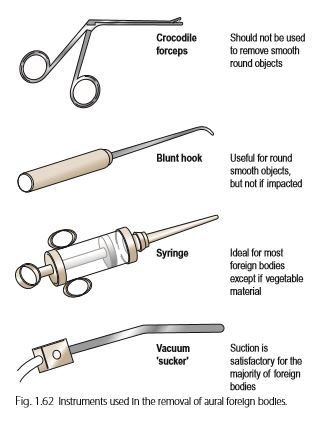 Crocodile
forceps
Should not be used
to remove smooth
round objects
Blunt hook
Useful for round
smooth objects,
but not if impacted
Syringe
Ideal for most
foreign bodies
except if vegetable
material
Vacuum
'sucker'
Suction is
satisfactory for the
majority of foreign
bodies
Fig. 1.62 Instruments used in the removal of aural foreign bodies.